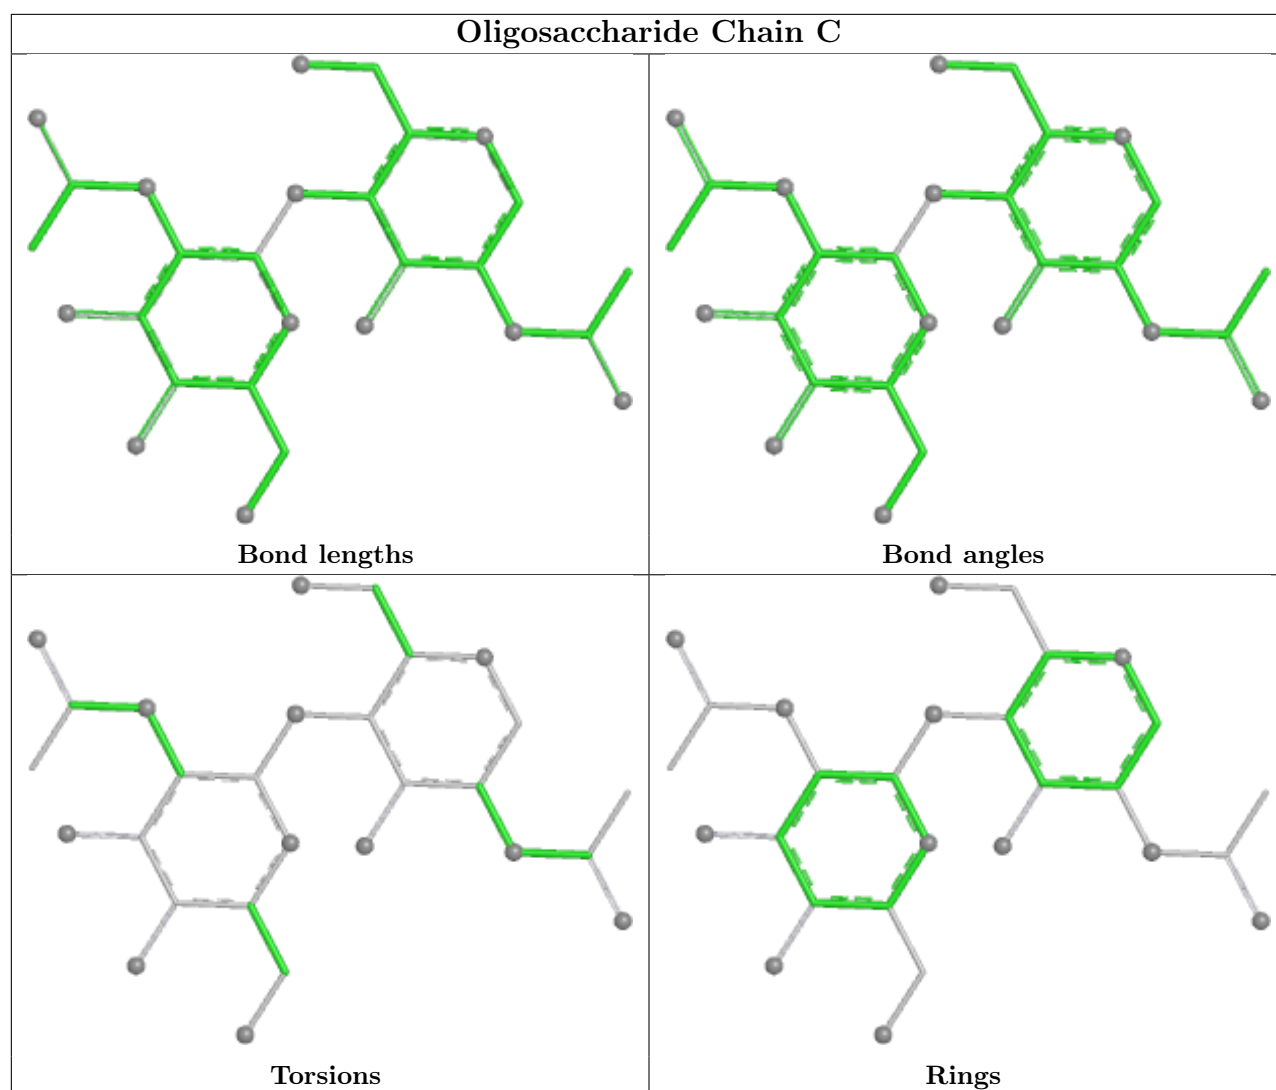 Oligosaccharide Chain C
Bond lengths
Bond angles
Torsions
Rings